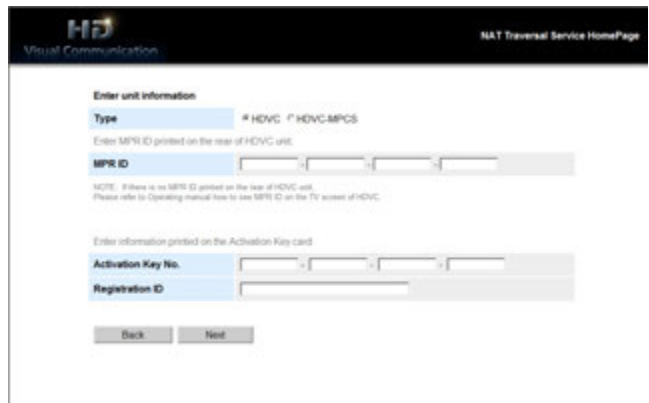 HD
Visual Communication
NAT Traversal Service HomePage
Enter unit information
Type HDVC HDVC-MPCS
Enter MPR ID printed on the rear of HDVC unit.
MPR ID - - -
NOTE: If there is no MPR ID printed on the rear of HDVC unit,
Please refer to Operating manual how to see MPR ID on the TV screen of HDVC.
Enter information printed on the Activation Key card
Activation Key No. - - -
Registration ID
Back Next